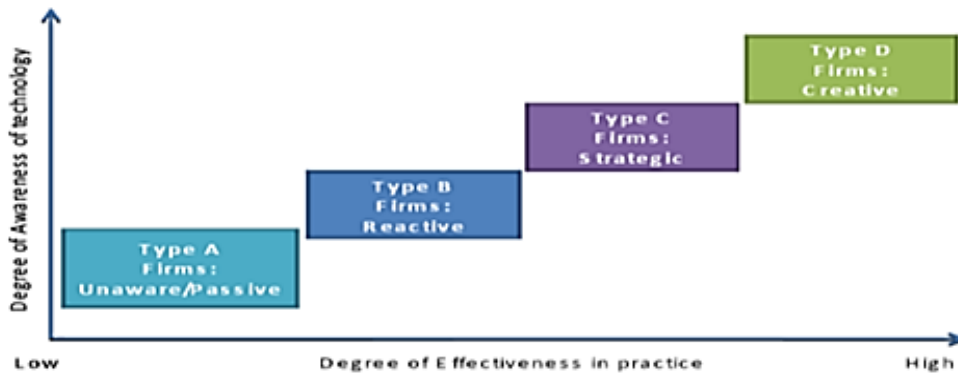 Degree of Awareness of technology
Type D
Firms:
Creative
Type C
Firms:
Strategic
Type B
Firms:
Reactive
Type A
Firms:
Unaware/Passive
Low
Degree of Effectiveness in practice
High